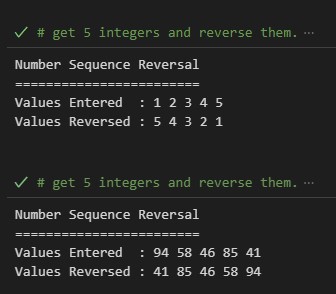 ✓ # get 5 integers and reverse them. ···
Number Sequence Reversal
========================
Values Entered  : 1 2 3 4 5
Values Reversed : 5 4 3 2 1
✓ # get 5 integers and reverse them. ···
Number Sequence Reversal
========================
Values Entered  : 94 58 46 85 41
Values Reversed : 41 85 46 58 94